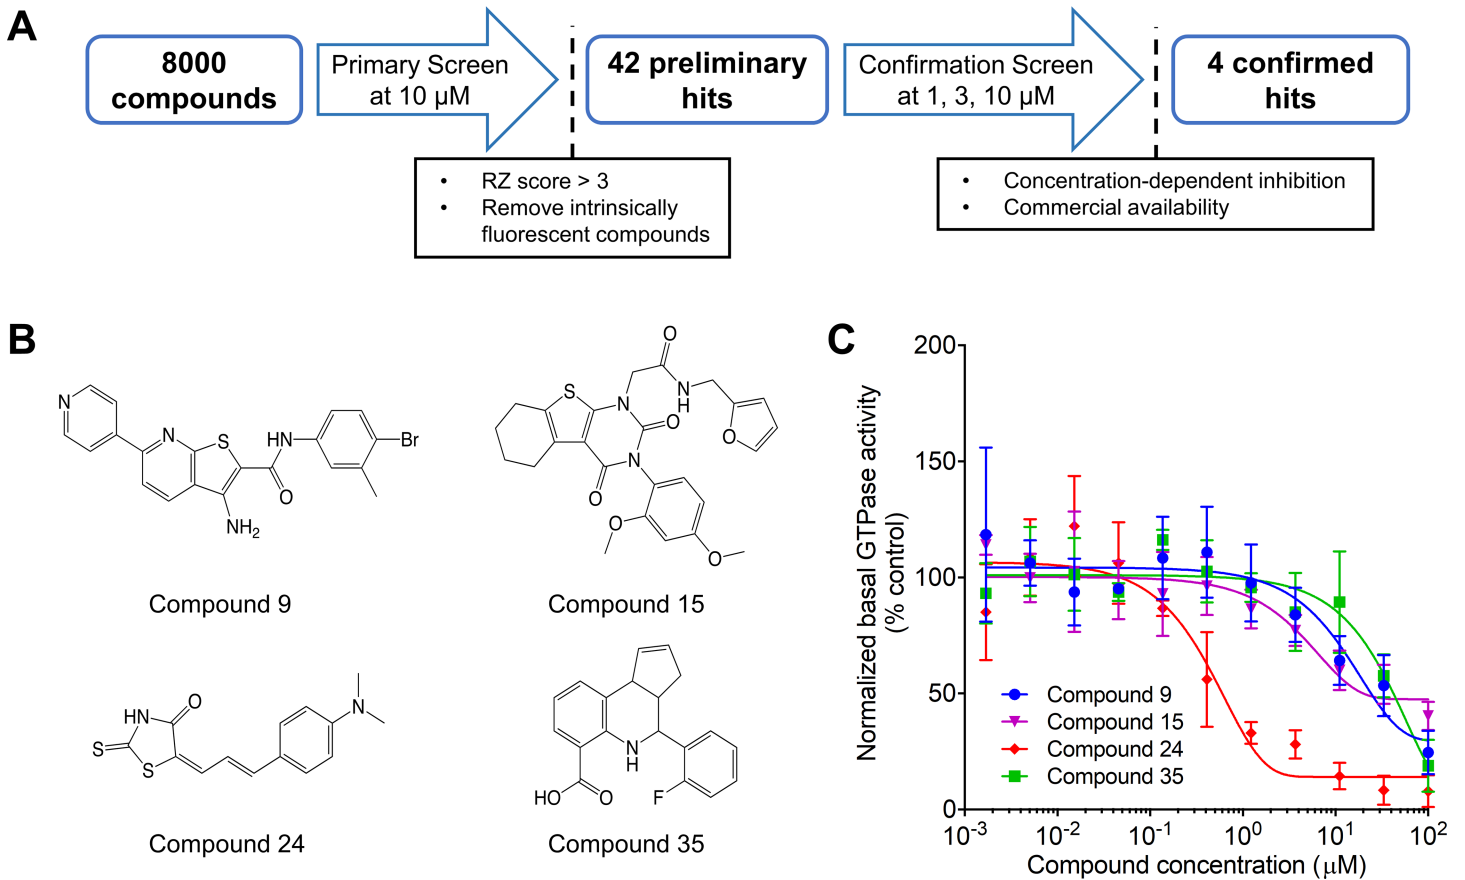 A
8000
compounds
Primary Screen
at 10 µM
42 preliminary
hits
Confirmation Screen
at 1, 3, 10 µM
4 confirmed
hits
• RZ score > 3
• Remove intrinsically
fluorescent compounds
• Concentration-dependent inhibition
• Commercial availability
B
N
N
S
HN
O
NH2
Br
Compound 9
O
S
N
N
H
O
O
N
O
O
O
Compound 15
HN
O
S
S
N
Compound 24
N
H
HO
O
F
Compound 35
C
Normalized basal GTPase activity
(% control)
200
150
100
50
0
Compound 9
Compound 15
Compound 24
Compound 35
10-3
10-2
10-1
100
101
102
Compound concentration (µM)